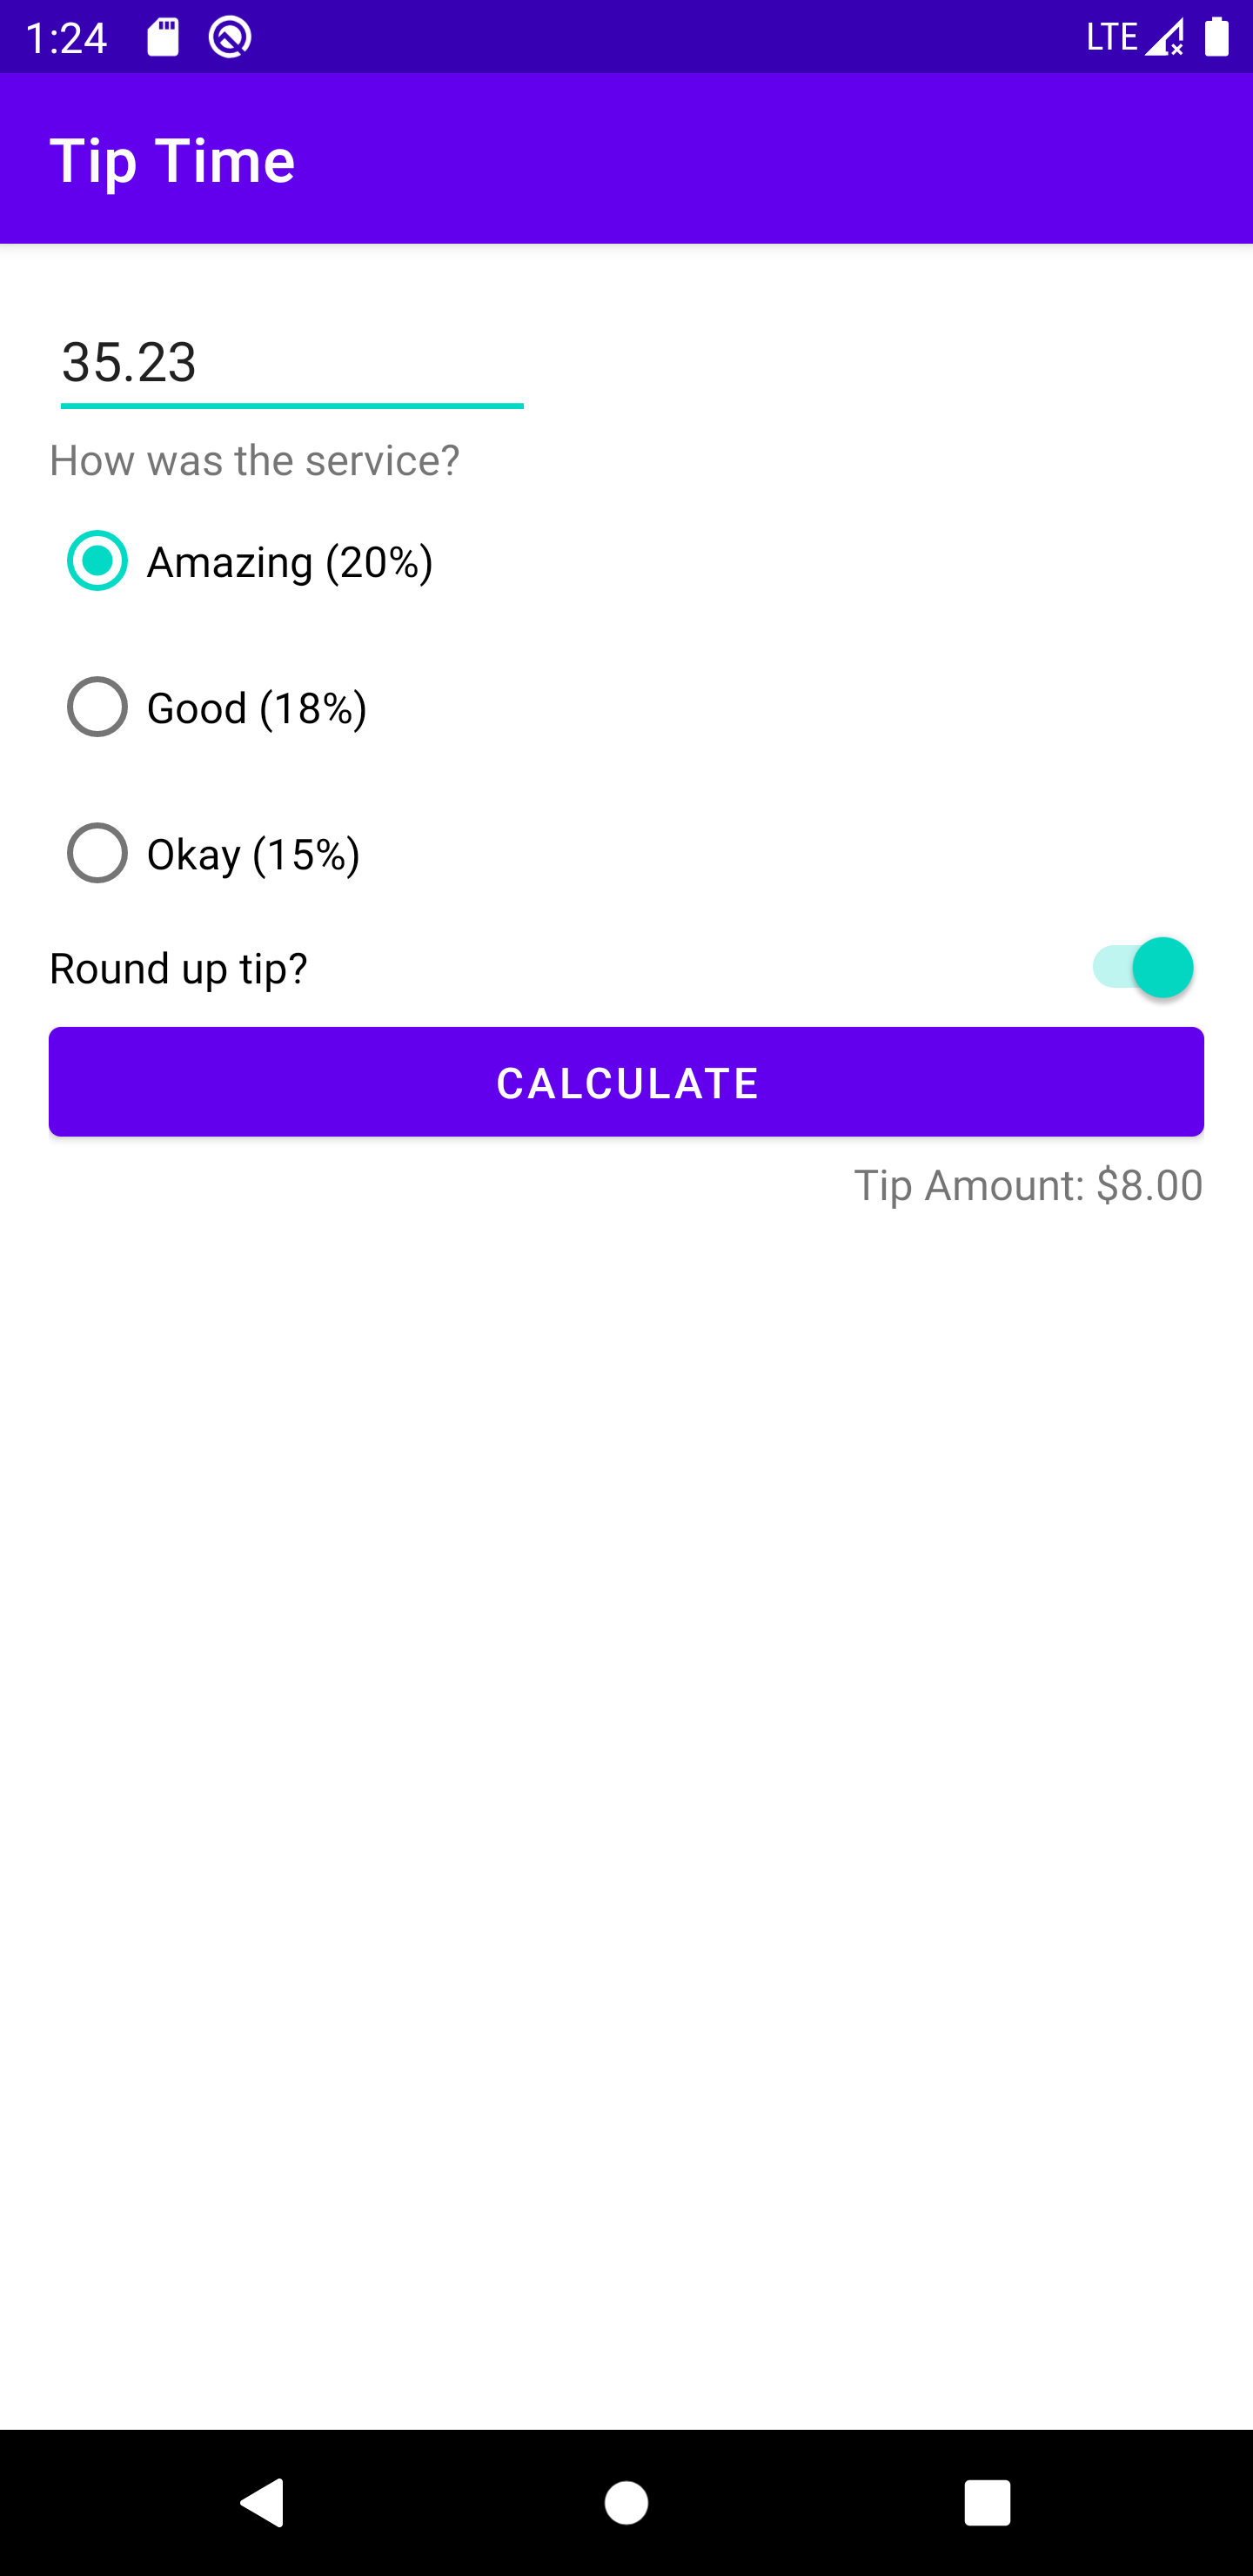 1:24 LTE
Tip Time
35.23
How was the service?
Amazing (20%)
Good (18%)
Okay (15%)
Round up tip?
CALCULATE
Tip Amount: $8.00